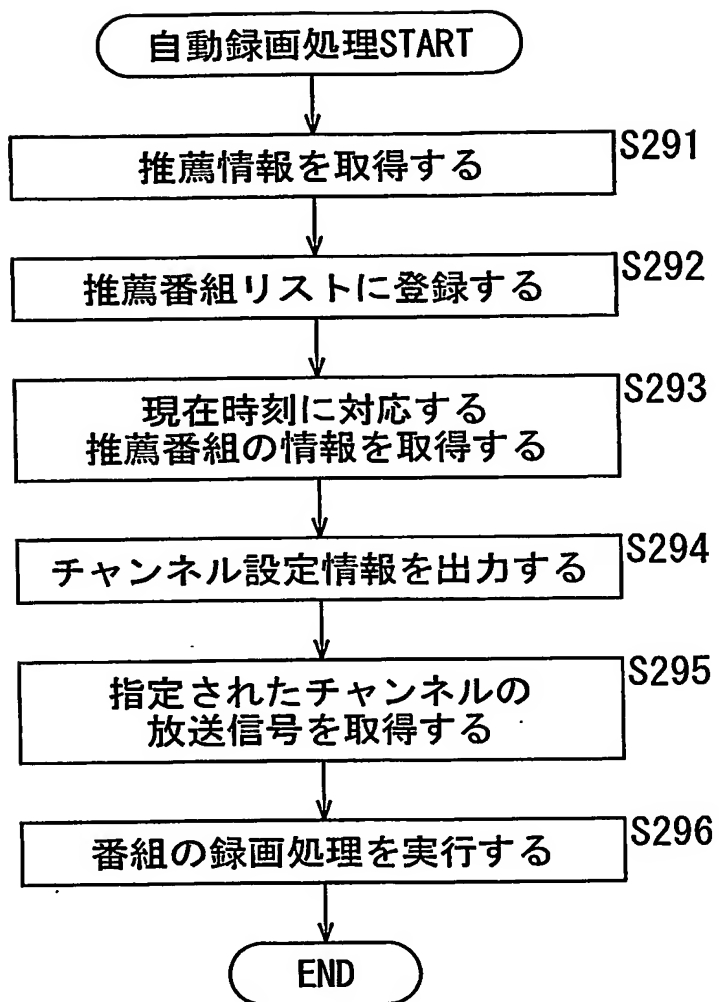 自動録画処理START
推薦情報を取得する
S291
推薦番組リストに登録する
S292
現在時刻に対応する
推薦番組の情報を取得する
S293
チャンネル設定情報を出力する
S294
指定されたチャンネルの
放送信号を取得する
S295
番組の録画処理を実行する
S296
END